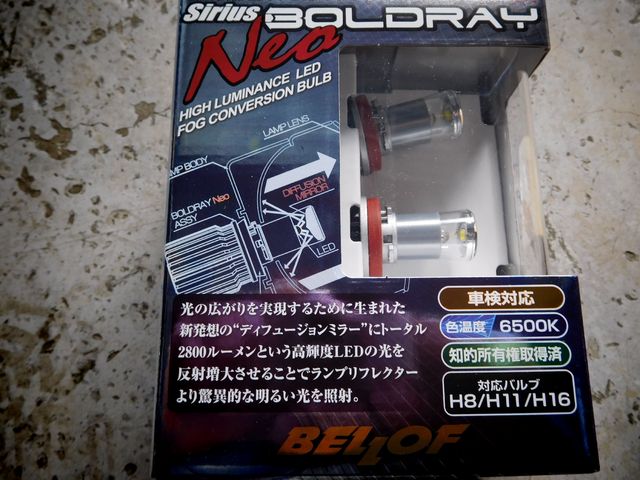 Sirius BOLDRAY
Neo
HIGH LUMINANCE LED
FOG CONVERSION BULB
LAMP LENS
MP BODY
DIFFUSION
MIRROR
BOLDRAY Neo
ASSY
LED
光の広がりを実現するために生まれた
新発想の“ディフュージョンミラー”にトータル
2800ルーメンという高輝度LEDの光を
反射増大させることでランプリフレクター
より驚異的な明るい光を照射。
車検対応
色温度 6500K
知的所有権取得済
対応バルブ
H8/H11/H16
BELLOF